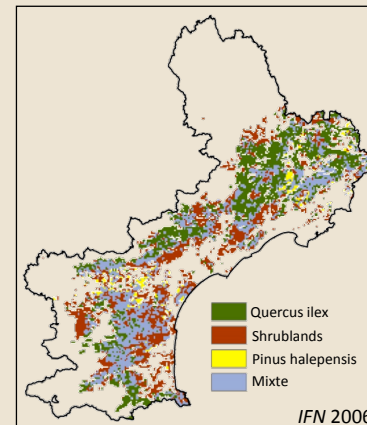 Quercus ilex
Shrublands
Pinus halepensis
Mixte
IFN 2006